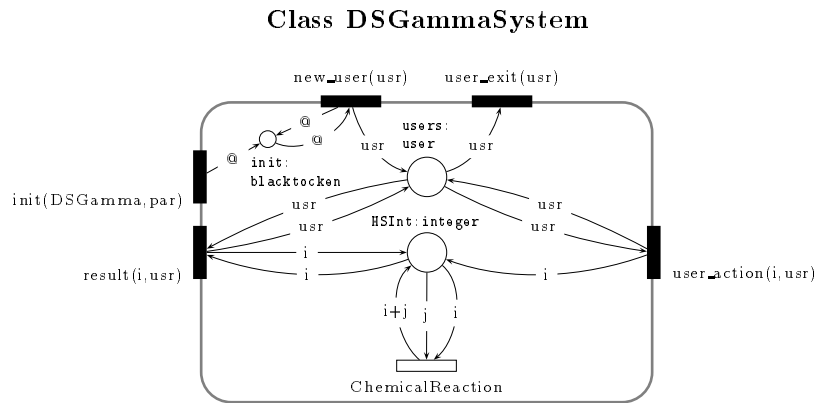 Class DSGammaSystem
new_user(usr) user_exit(usr)
@
@
@
users:
user
usr
usr
init:
blacktocken
init(DSGamma,par)
usr
usr
usr
usr
HSInt:integer
i
i
i
result(i,usr)
user_action(i,usr)
i+j
j
i
ChemicalReaction